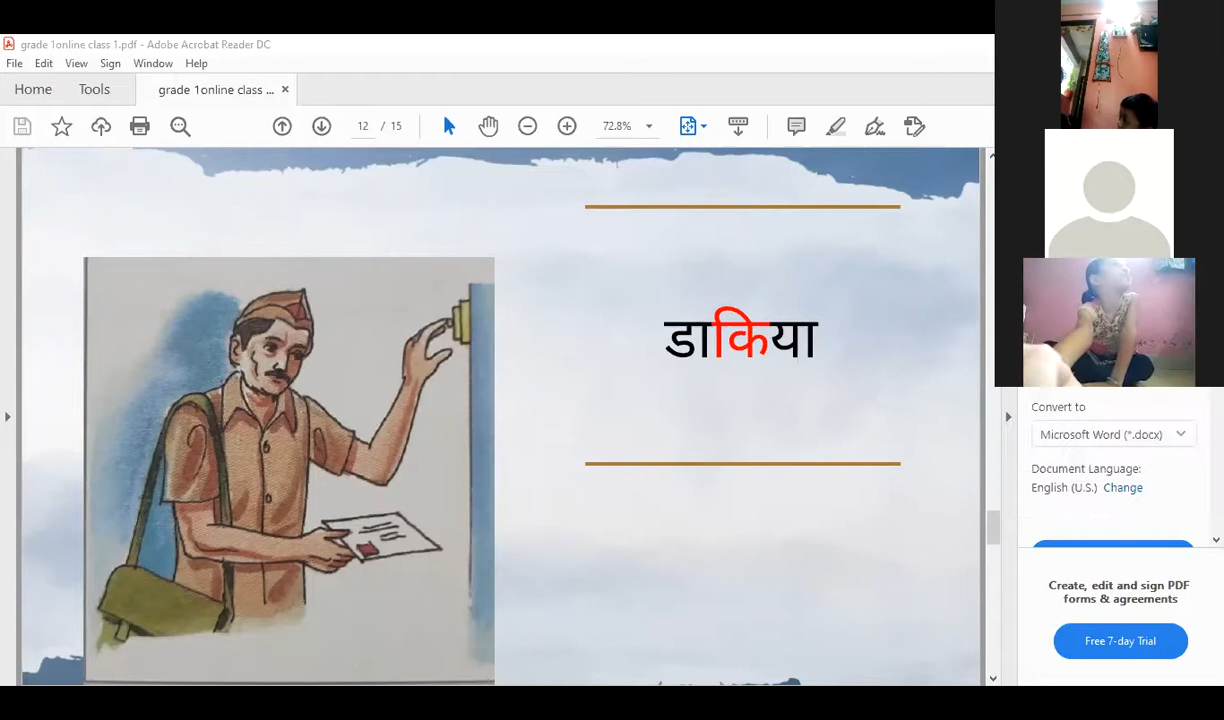 grade 1online class 1.pdf - Adobe Acrobat Reader DC
File Edit View Sign Window Help
Home Tools grade 1online class ... ×
12 / 15 72.8%
डाकिया
Convert to
Microsoft Word (*.docx)
Document Language:
English (U.S.) Change
Create, edit and sign PDF
forms & agreements
Free 7-day Trial